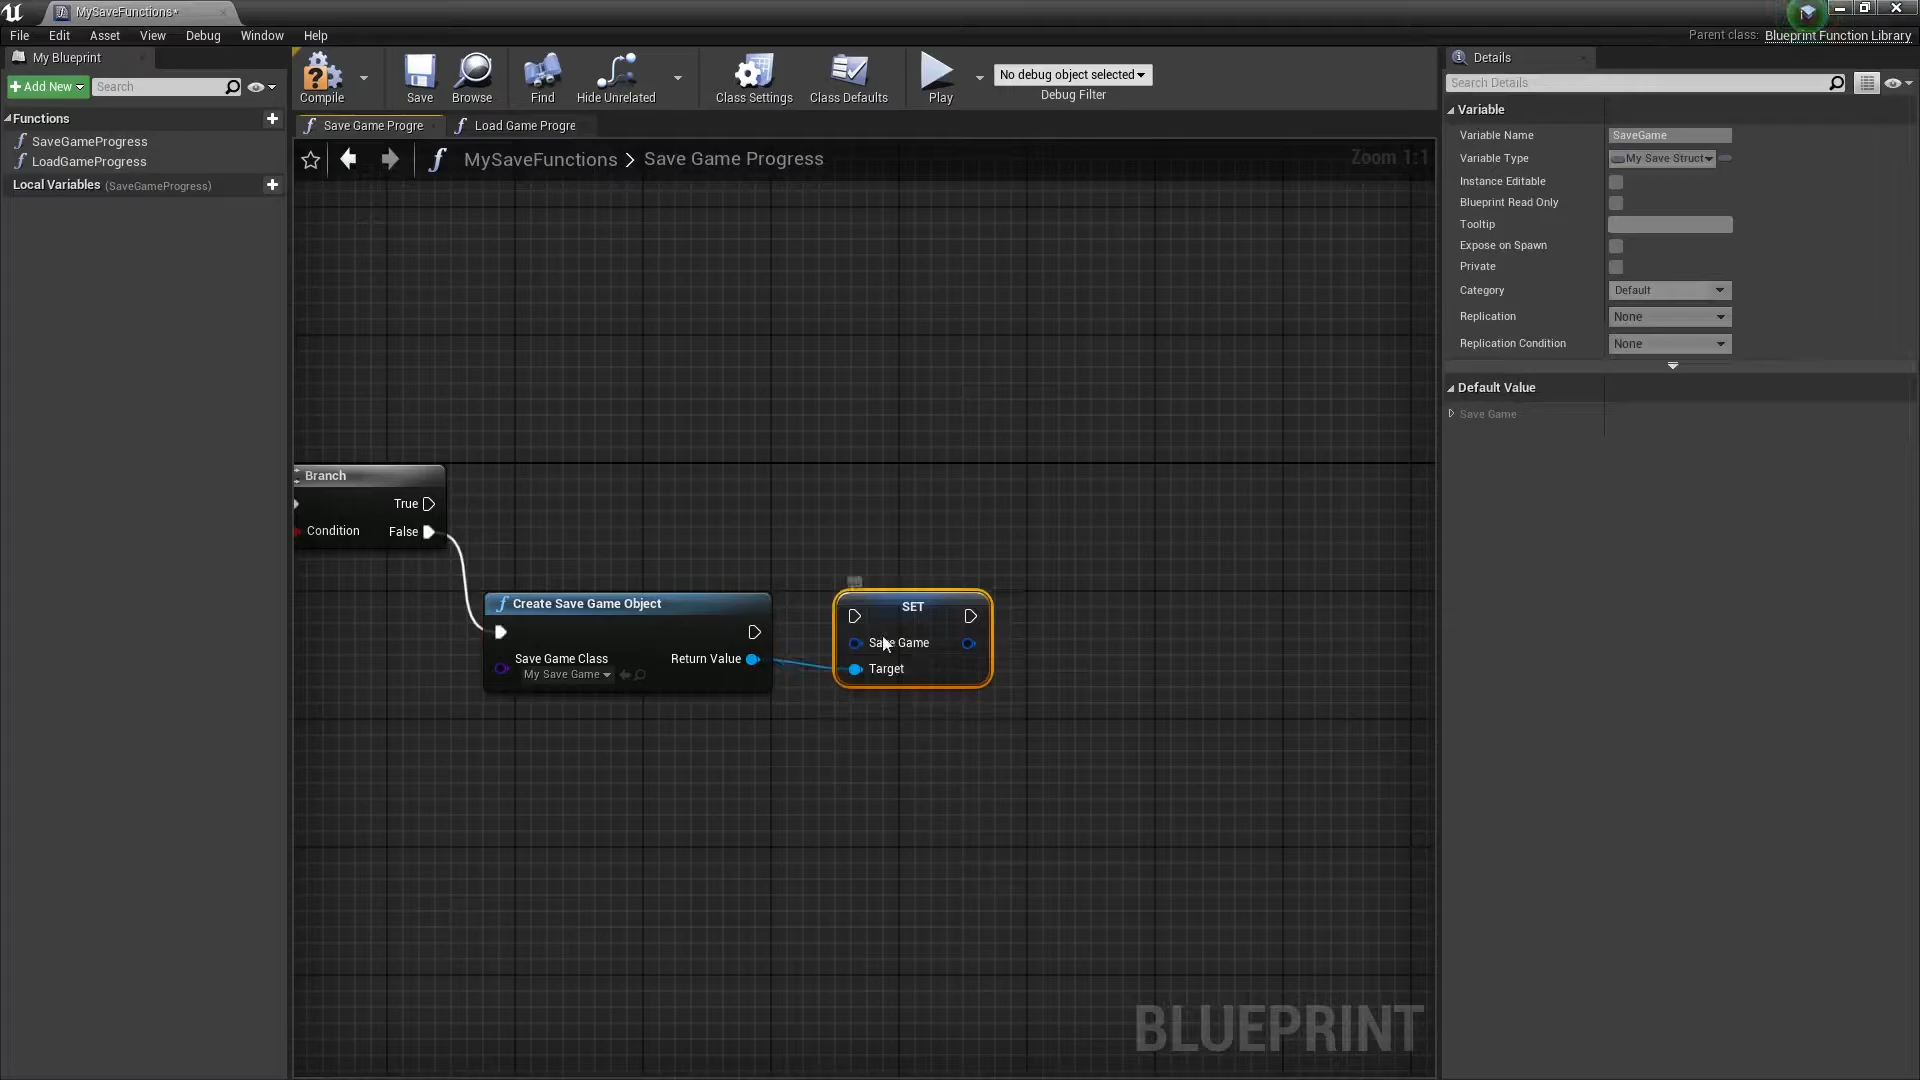 MySaveFunctions*
File Edit Asset View Debug Window Help
Parent class: Blueprint Function Library
My Blueprint
Add New
Search
Functions
SaveGameProgress
LoadGameProgress
Local Variables (SaveGameProgress)
Compile
Save
Browse
Find
Hide Unrelated
Class Settings
Class Defaults
Play
No debug object selected
Debug Filter
Save Game Progre
Load Game Progre
MySaveFunctions > Save Game Progress
Zoom 1:1
Branch
True
Condition
False
Create Save Game Object
Save Game Class
My Save Game
Return Value
SET
Save Game
Target
BLUEPRINT
Details
Search Details
Variable
Variable Name
SaveGame
Variable Type
My Save Struct
Instance Editable
Blueprint Read Only
Tooltip
Expose on Spawn
Private
Category
Default
Replication
None
Replication Condition
None
Default Value
Save Game